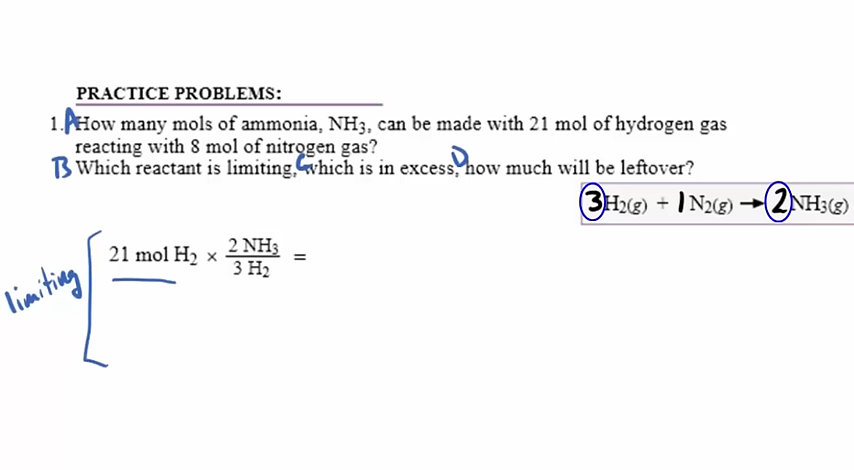 PRACTICE PROBLEMS:
1. A How many mols of ammonia, NH₃, can be made with 21 mol of hydrogen gas
reacting with 8 mol of nitrogen gas?
B Which reactant is limiting, C which is in excess, D how much will be leftover?
3 H₂(g) + 1 N₂(g) → 2 NH₃(g)
limiting
21 mol H₂ × 2 NH₃ / 3 H₂ =